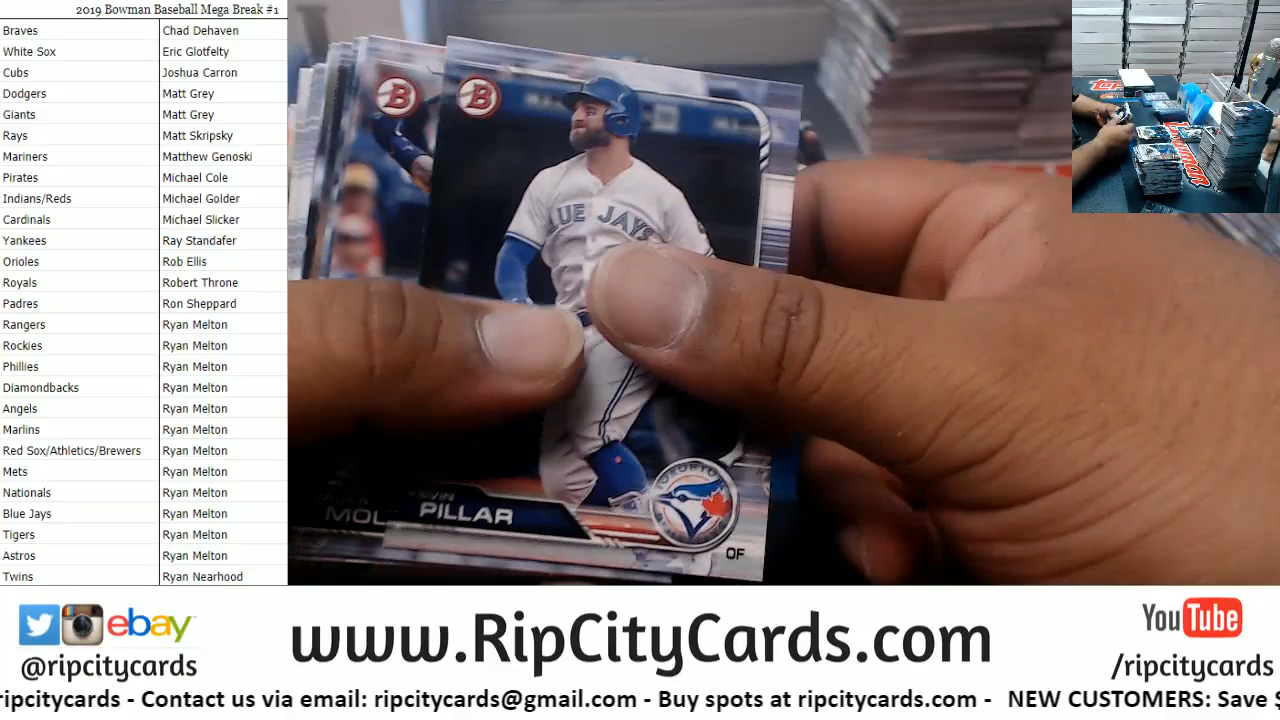 2019 Bowman Baseball Mega Break #1
Braves Chad Dehaven
White Sox Eric Glotfelty
Cubs Joshua Carron
Dodgers Matt Grey
Giants Matt Grey
Rays Matt Skripsky
Mariners Matthew Genoski
Pirates Michael Cole
Indians/Reds Michael Golder
Cardinals Michael Slicker
Yankees Ray Standafer
Orioles Rob Ellis
Royals Robert Throne
Padres Ron Sheppard
Rangers Ryan Melton
Rockies Ryan Melton
Phillies Ryan Melton
Diamondbacks Ryan Melton
Angels Ryan Melton
Marlins Ryan Melton
Red Sox/Athletics/Brewers Ryan Melton
Mets Ryan Melton
Nationals Ryan Melton
Blue Jays Ryan Melton
Tigers Ryan Melton
Astros Ryan Melton
Twins Ryan Nearhood
B
B
BLUE JAYS
MOL
KEVIN
PILLAR
TORONTO
OF
TOPPS
BOWMAN
ebay
@ripcitycards
www.RipCityCards.com
YouTube
/ripcitycards
ripcitycards - Contact us via email: ripcitycards@gmail.com - Buy spots at ripcitycards.com - NEW CUSTOMERS: Save